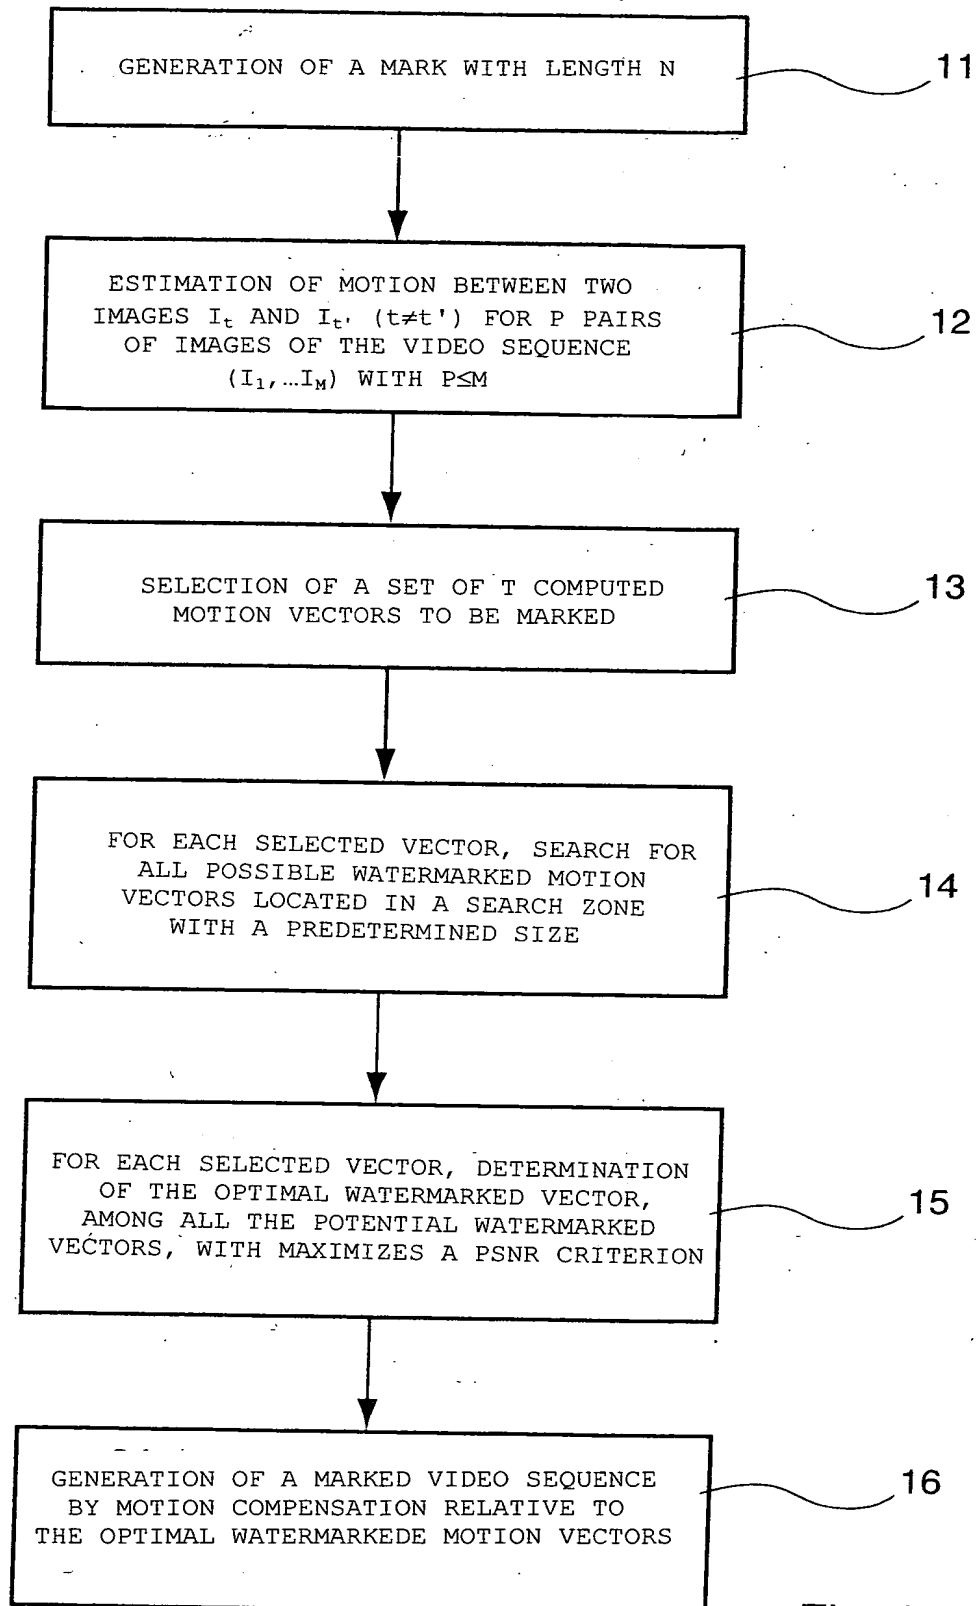 GENERATION OF A MARK WITH LENGTH N
11
ESTIMATION OF MOTION BETWEEN TWO
IMAGES It AND It' (t≠t') FOR P PAIRS
OF IMAGES OF THE VIDEO SEQUENCE
(I1,…IM) WITH P≤M
12
SELECTION OF A SET OF T COMPUTED
MOTION VECTORS TO BE MARKED
13
FOR EACH SELECTED VECTOR, SEARCH FOR
ALL POSSIBLE WATERMARKED MOTION
VECTORS LOCATED IN A SEARCH ZONE
WITH A PREDETERMINED SIZE
14
FOR EACH SELECTED VECTOR, DETERMINATION
OF THE OPTIMAL WATERMARKED VECTOR,
AMONG ALL THE POTENTIAL WATERMARKED
VECTORS, WITH MAXIMIZES A PSNR CRITERION
15
GENERATION OF A MARKED VIDEO SEQUENCE
BY MOTION COMPENSATION RELATIVE TO
THE OPTIMAL WATERMARKEDE MOTION VECTORS
16